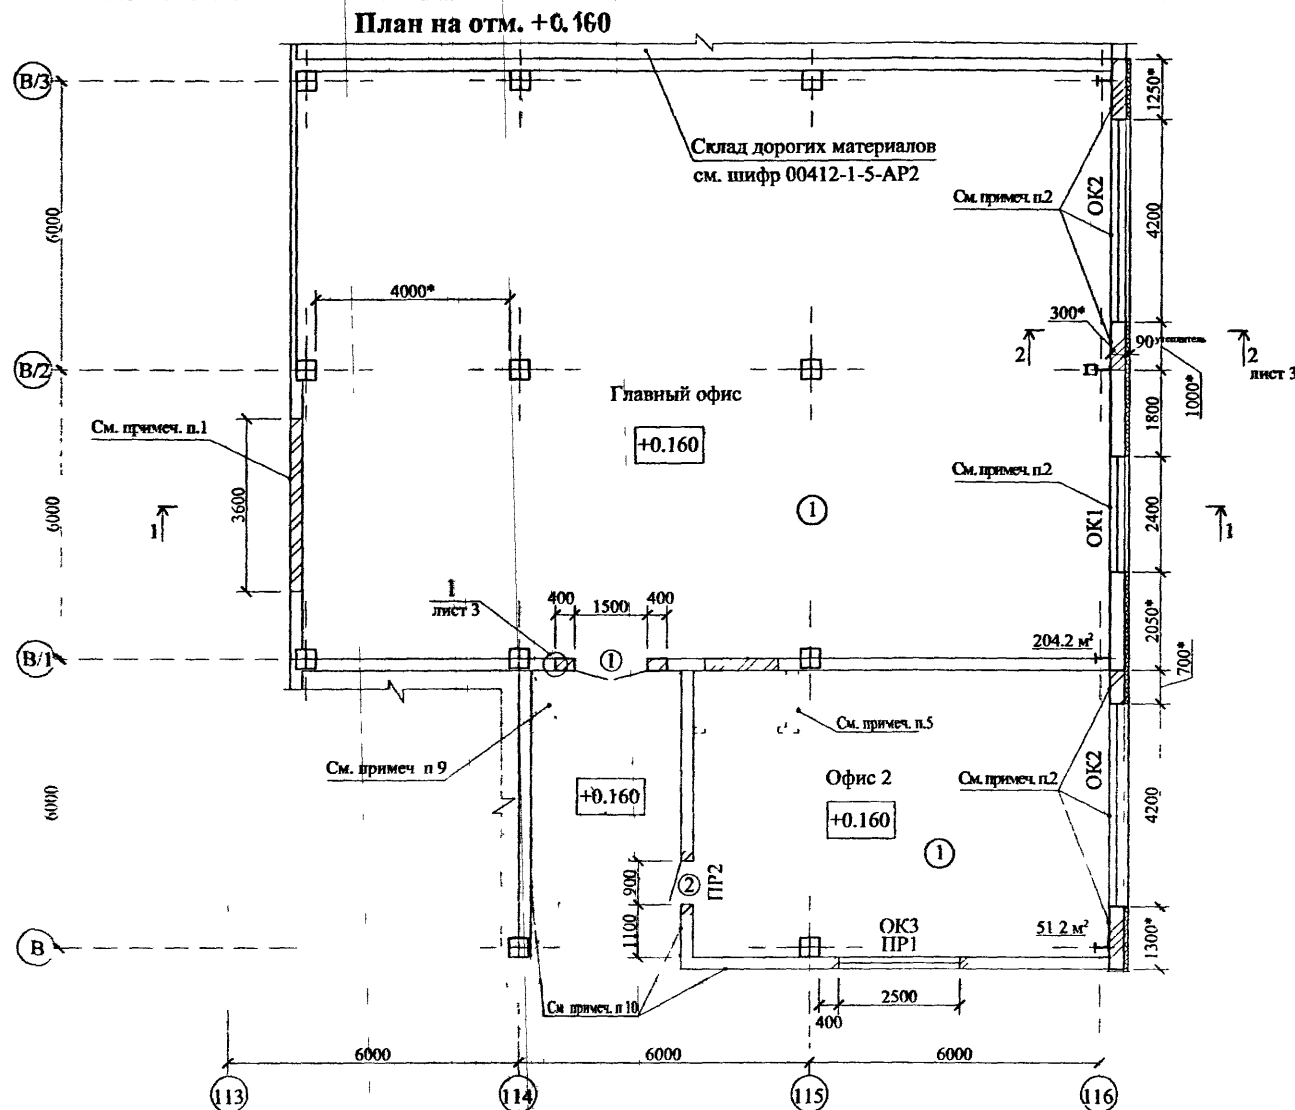 План на отм. +0.160
В/3
1250*
Склад дорогих материалов
см. шифр 00412-1-5-АР2
См. примеч. п.2
ОК2
4200
6000
4000*
300*
90 утеплитель
2
2
лист 3
В/2
1000*
Главный офис
+0.160
1800
См. примеч. п.1
См. примеч. п.2
3600
6000
1
1
ОК1
2400
1
1
лист 3
400
1500
400
2050*
204.2 м²
В/1
1
700*
См. примеч. п.5
См. примеч п 9
Офис 2
См. примеч. п.2
ОК2
+0.160
+0.160
6000
4200
1
900
2
ПР2
1100
ОК3
ПР1
51 2 м²
В
1300*
См примеч. п 10
2500
400
6000
6000
6000
113
114
115
116